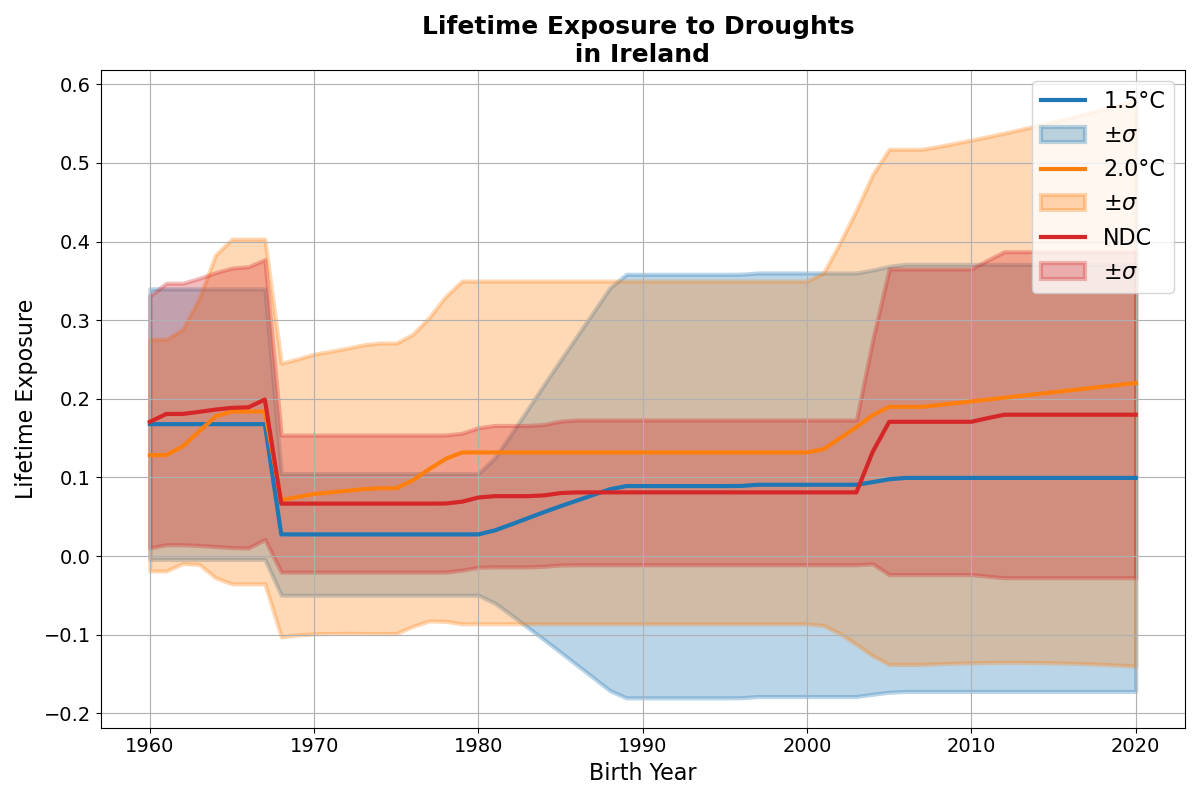 Lifetime Exposure to Droughts
in Ireland
Lifetime Exposure
0.6
0.5
0.4
0.3
0.2
0.1
0.0
−0.1
−0.2
1.5°C
±σ
2.0°C
±σ
NDC
±σ
1960 1970 1980 1990 2000 2010 2020
Birth Year